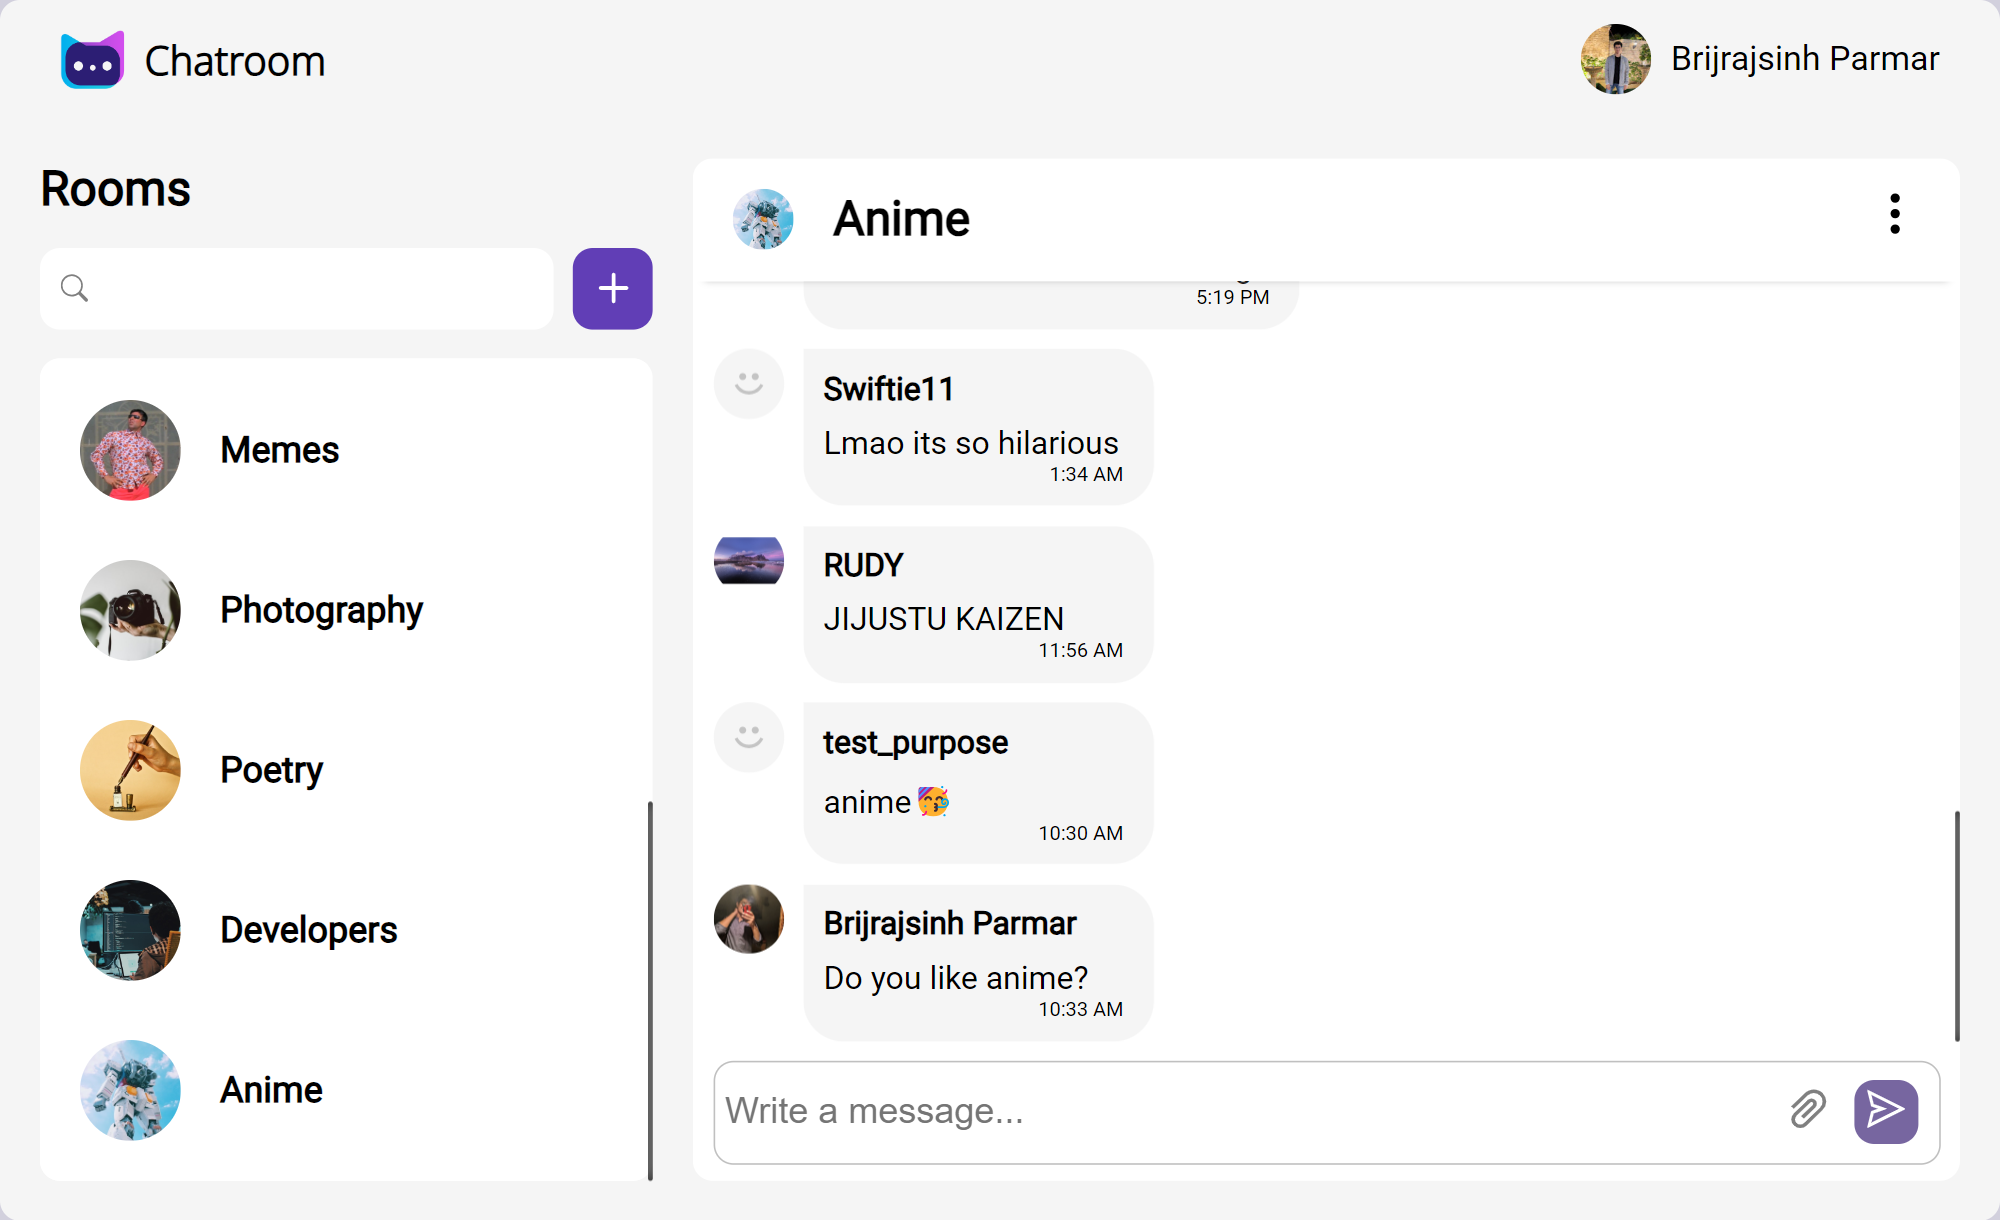 Chatroom
Brijrajsinh Parmar
Rooms
Memes
Photography
Poetry
Developers
Anime
Anime
5:19 PM
Swiftie11
Lmao its so hilarious
1:34 AM
RUDY
JIJUSTU KAIZEN
11:56 AM
test_purpose
anime🥳
10:30 AM
Brijrajsinh Parmar
Do you like anime?
10:33 AM
Write a message...